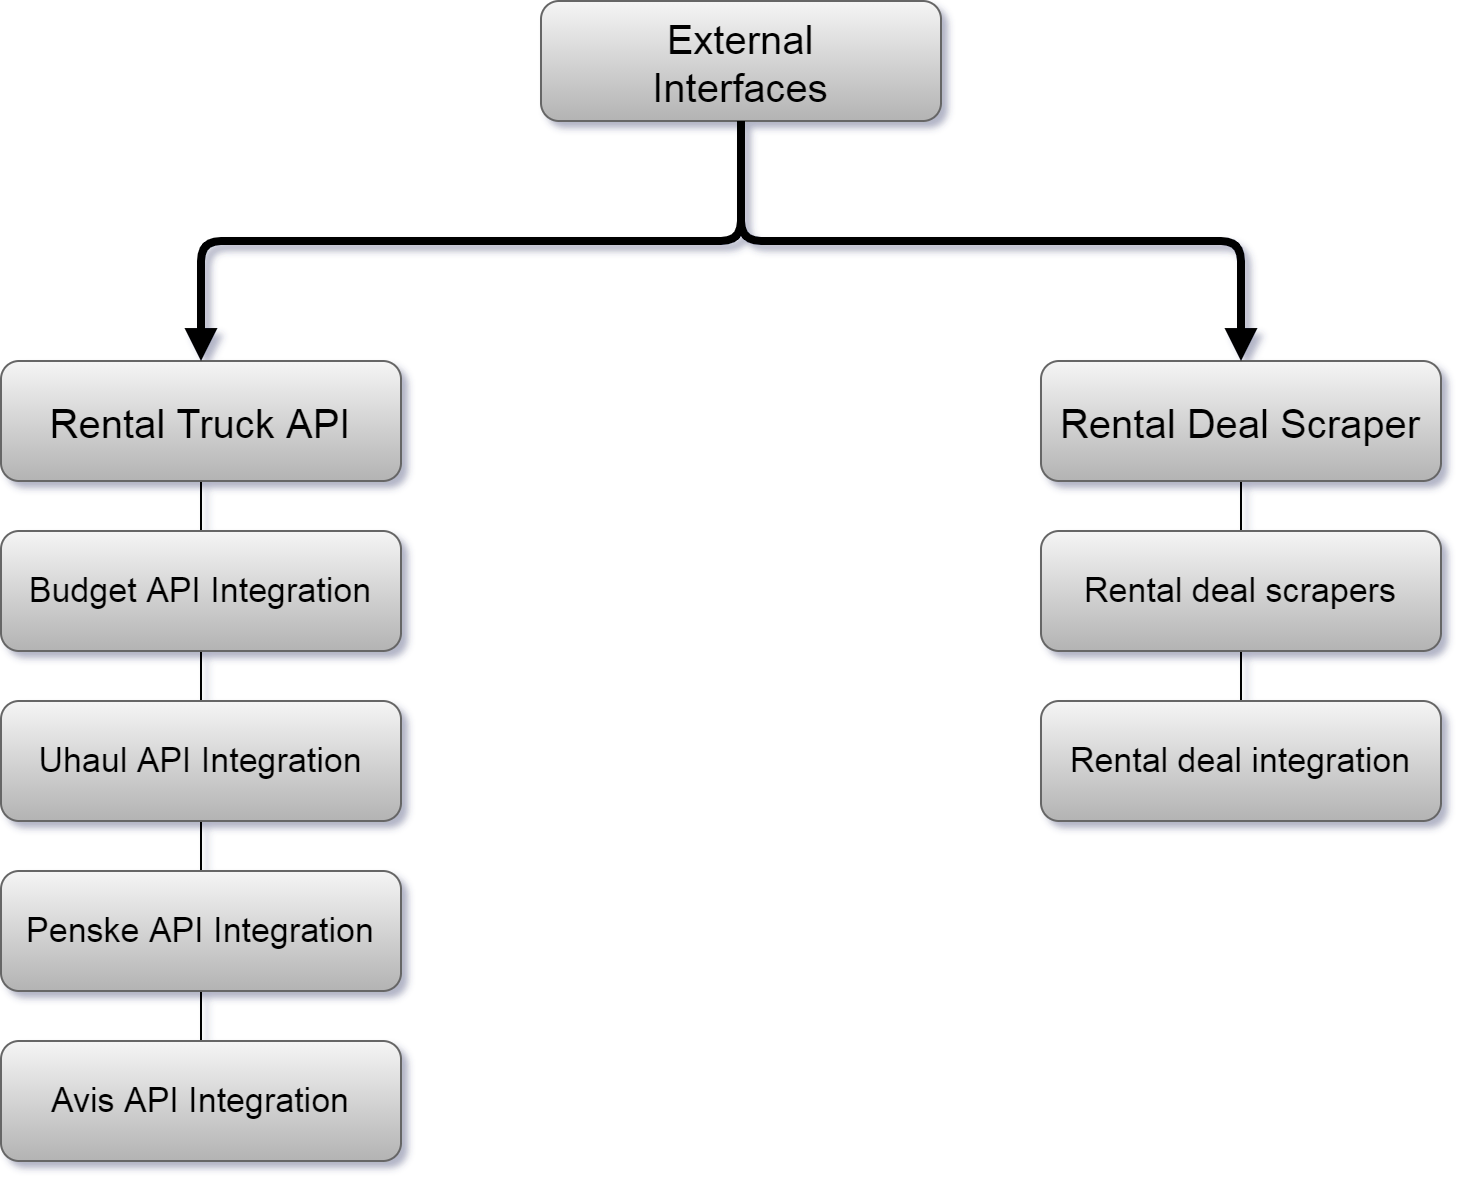 External
Interfaces
Rental Truck API
Budget API Integration
Uhaul API Integration
Penske API Integration
Avis API Integration
Rental Deal Scraper
Rental deal scrapers
Rental deal integration